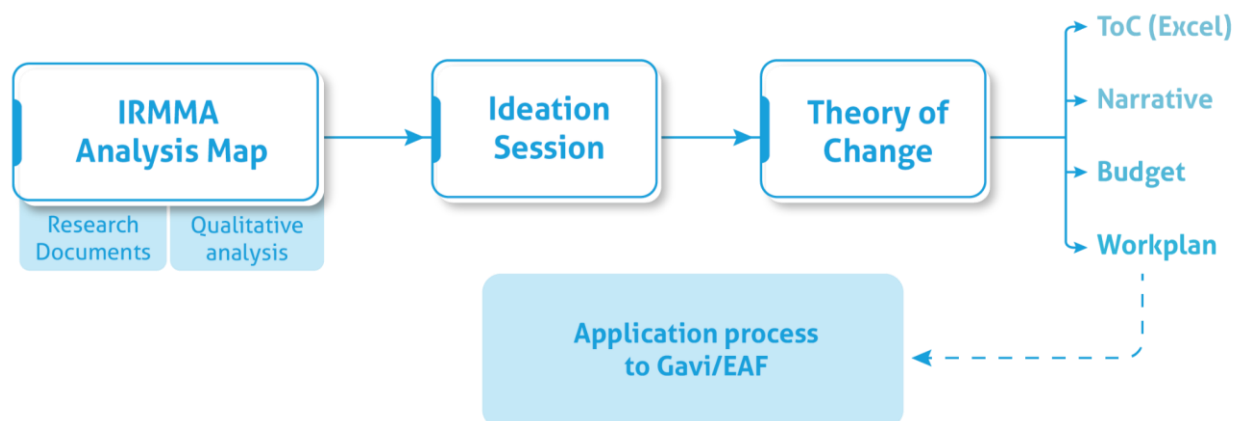 IRMMA
Analysis Map
Research
Documents
Qualitative
analysis
Ideation
Session
Theory of
Change
ToC (Excel)
Narrative
Budget
Workplan
Application process
to Gavi/EAF